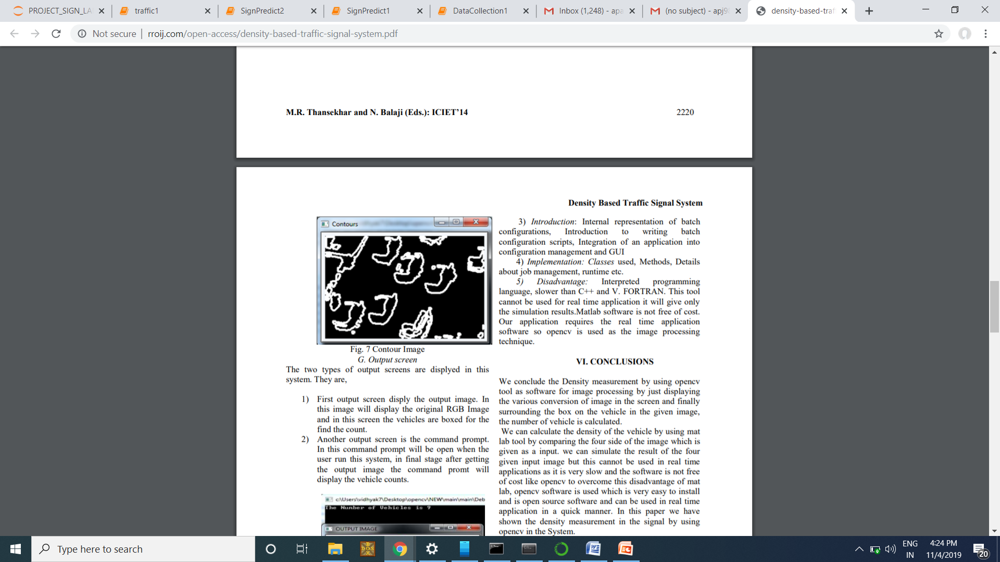 PROJECT_SIGN_LA
traffic1
SignPredict2
SignPredict1
DataCollection1
Inbox (1,248) - apa
(no subject) - apj9
density-based-traf
Not secure
rroij.com/open-access/density-based-traffic-signal-system.pdf
M.R. Thansekhar and N. Balaji (Eds.): ICIET’14
2220
Density Based Traffic Signal System
Contours
Fig. 7 Contour Image
G. Output screen
The two types of output screens are displyed in this
system. They are,
1) First output screen disply the output image. In
this image will display the original RGB Image
and in this screen the vehicles are boxed for the
find the count.
2) Another output screen is the command prompt.
In this command prompt will be open when the
user run this system, in final stage after getting
the output image the command promt will
display the vehicle counts.
c:\Users\vidhyak7\Desktop\opencv\NEW\main\main\Deb
The Number of Vehicles is 9
OUTPUT IMAGE
3) Introduction: Internal representation of batch
configurations, Introduction to writing batch
configuration scripts, Integration of an application into
configuration management and GUI
4) Implementation: Classes used, Methods, Details
about job management, runtime etc.
5) Disadvantage: Interpreted programming
language, slower than C++ and V. FORTRAN. This tool
cannot be used for real time application it will give only
the simulation results.Matlab software is not free of cost.
Our application requires the real time application
software so opencv is used as the image processing
technique.
VI. CONCLUSIONS
We conclude the Density measurement by using opencv
tool as software for image processing by just displaying
the various conversion of image in the screen and finally
surrounding the box on the vehicle in the given image,
the number of vehicle is calculated.
We can calculate the density of the vehicle by using mat
lab tool by comparing the four side of the image which is
given as a input. we can simulate the result of the four
given input image but this cannot be used in real time
applications as it is very slow and the software is not free
of cost like opencv to overcome this disadvantage of mat
lab, opencv software is used which is very easy to install
and is open source software and can be used in real time
application in a quick manner. In this paper we have
shown the density measurement in the signal by using
opencv in the System.
Type here to search
DOS
ENG
IN
4:24 PM
11/4/2019
20